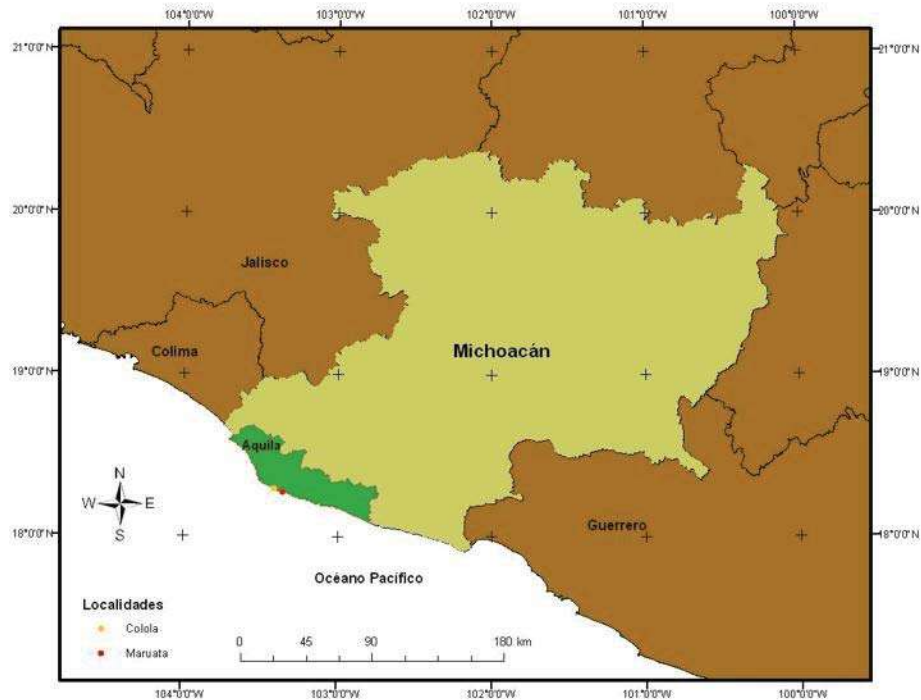 104°0'0"W 103°0'0"W 102°0'0"W 101°0'0"W 100°0'0"W
21°0'0"N 21°0'0"N
20°0'0"N 20°0'0"N
Jalisco
Colima
Michoacán
19°0'0"N 19°0'0"N
Aquila
N
W E
S
Guerrero
18°0'0"N 18°0'0"N
Océano Pacífico
Localidades
Colola
Maruata
0 45 90 180 km
104°0'0"W 103°0'0"W 102°0'0"W 101°0'0"W 100°0'0"W